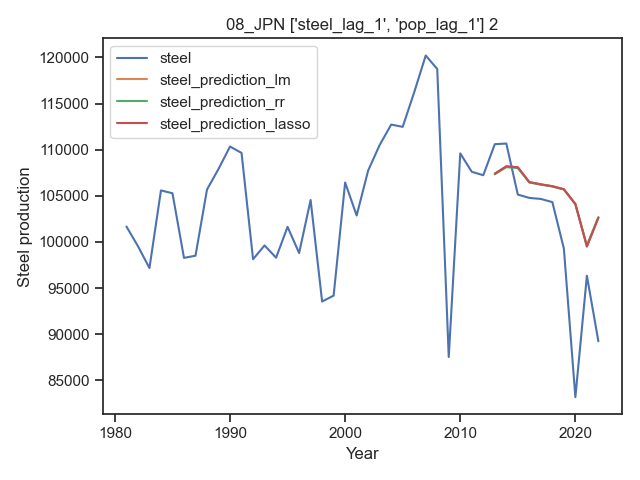 08_JPN ['steel_lag_1', 'pop_lag_1'] 2
steel
steel_prediction_lm
steel_prediction_rr
steel_prediction_lasso
Steel production
120000
115000
110000
105000
100000
95000
90000
85000
1980
1990
2000
2010
2020
Year